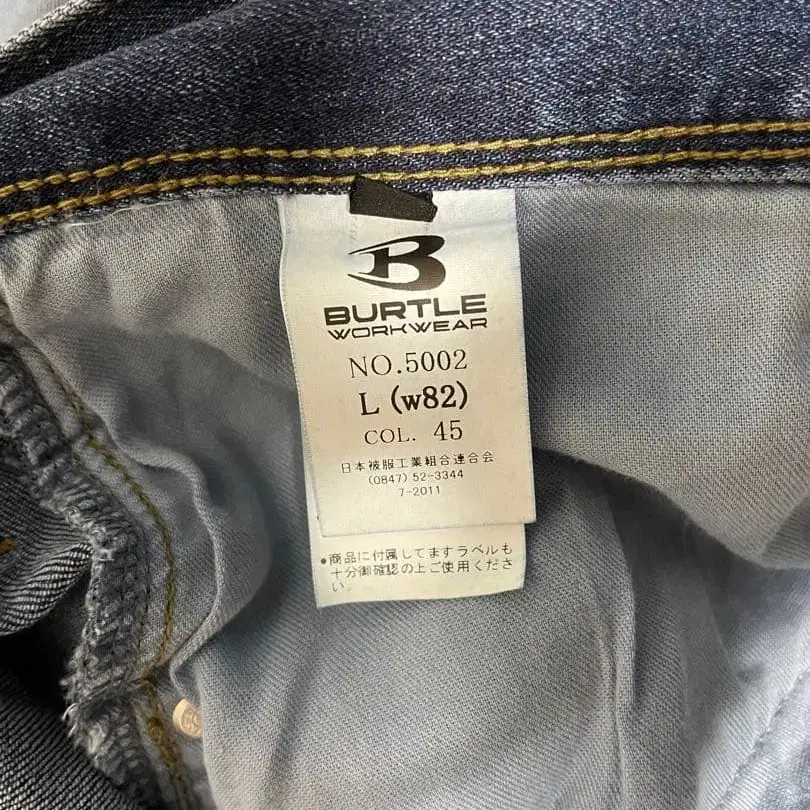 BURTLE
WORKWEAR
NO.5002
L (w82)
COL. 45
日本被服工業組合連合会
(0847) 52-3344
7-2011
•商品に付属してますラベルも
十分御確認の上ご使用くださ
い。